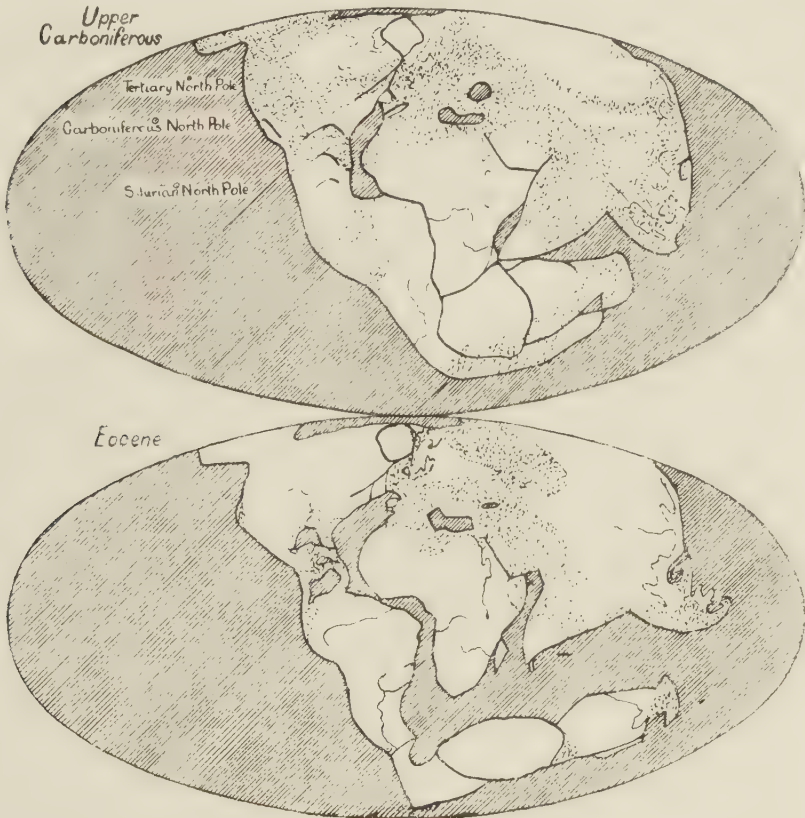 Upper
Carboniferous
Tertiary North Pole
Carboniferous North Pole
Silurian North Pole
Eocene